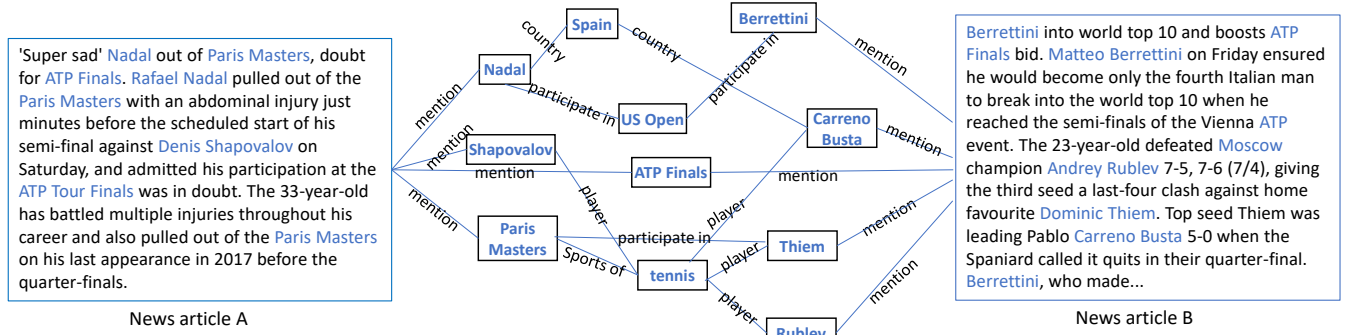 'Super sad' Nadal out of Paris Masters, doubt
for ATP Finals. Rafael Nadal pulled out of the
Paris Masters with an abdominal injury just
minutes before the scheduled start of his
semi-final against Denis Shapovalov on
Saturday, and admitted his participation at the
ATP Tour Finals was in doubt. The 33-year-old
has battled multiple injuries throughout his
career and also pulled out of the Paris Masters
on his last appearance in 2017 before the
quarter-finals.
News article A
mention
mention
mention
mention
Nadal
Shapovalov
Paris
Masters
country
Spain
country
participate in
US Open
participate in
Berrettini
ATP Finals
player
participate in
Sports of
tennis
player
player
player
Carreno
Busta
Thiem
Rublev
mention
mention
mention
mention
mention
Berrettini into world top 10 and boosts ATP
Finals bid. Matteo Berrettini on Friday ensured
he would become only the fourth Italian man
to break into the world top 10 when he
reached the semi-finals of the Vienna ATP
event. The 23-year-old defeated Moscow
champion Andrey Rublev 7-5, 7-6 (7/4), giving
the third seed a last-four clash against home
favourite Dominic Thiem. Top seed Thiem was
leading Pablo Carreno Busta 5-0 when the
Spaniard called it quits in their quarter-final.
Berrettini, who made...
News article B